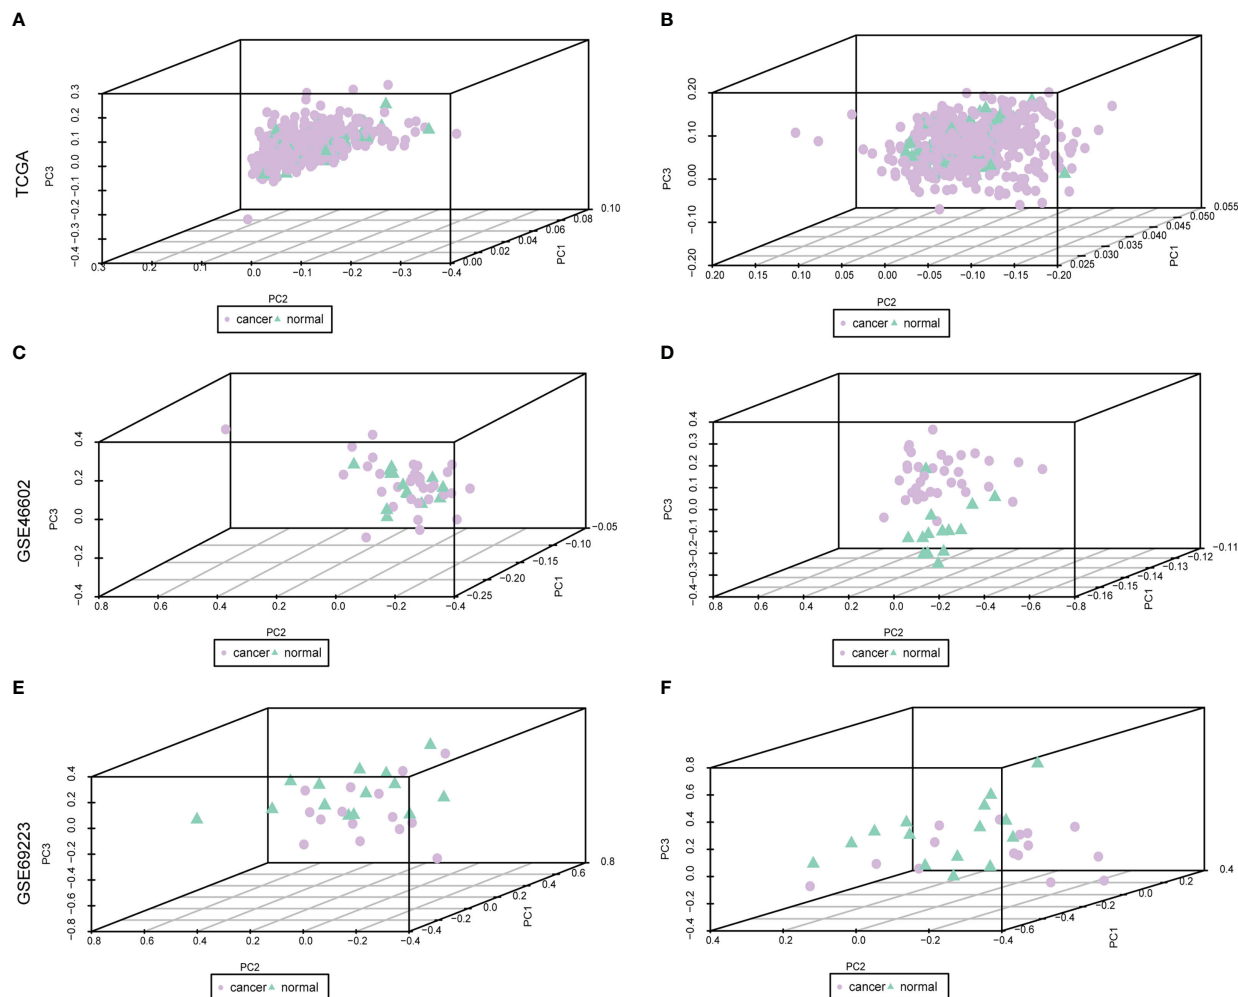 A
TCGA
PC3
0.3
0.2
0.1
0.0
−0.1
−0.2
−0.3
−0.4
0.3 0.2 0.1 0.0 −0.1 −0.2 −0.3 −0.4
0.00 0.02 0.04 0.06 0.08 0.10
PC1
PC2
cancer normal
B
PC3
0.20
0.10
0.00
−0.10
−0.20
0.20 0.15 0.10 0.05 0.00 −0.05 −0.10 −0.15 −0.20
0.025 0.030 0.035 0.040 0.045 0.050 0.055
PC1
PC2
cancer normal
C
GSE46602
PC3
0.4
0.2
0.0
−0.2
−0.4
0.8 0.6 0.4 0.2 0.0 −0.2 −0.4
−0.25 −0.20 −0.15 −0.10 −0.05
PC1
PC2
cancer normal
D
PC3
0.4
0.3
0.2
0.1
0.0
−0.1
−0.2
−0.3
−0.4
0.8 0.6 0.4 0.2 0.0 −0.2 −0.4 −0.6 −0.8
−0.16 −0.15 −0.14 −0.13 −0.12 −0.11
PC1
PC2
cancer normal
E
GSE69223
PC3
0.4
0.2
0.0
−0.2
−0.4
−0.6
−0.8
0.8 0.6 0.4 0.2 0.0 −0.2 −0.4
−0.4 −0.2 0.0 0.2 0.4 0.6 0.8
PC1
PC2
cancer normal
F
PC3
0.8
0.6
0.4
0.2
0.0
−0.2
−0.4
0.4 0.2 0.0 −0.2 −0.4
−0.6 −0.4 −0.2 0.0 0.2 0.4
PC1
PC2
cancer normal